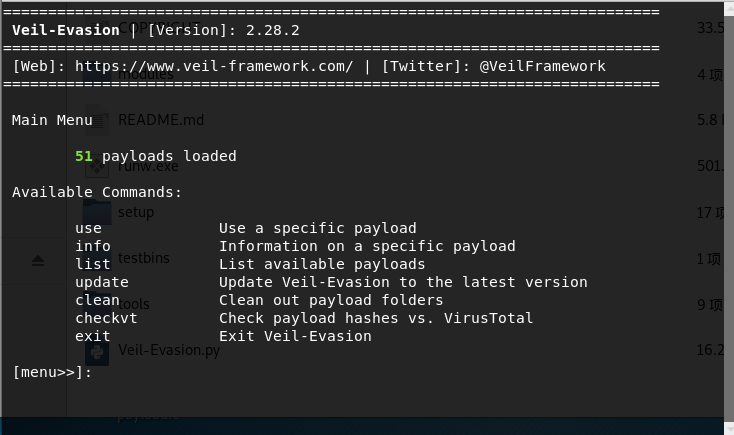 ===========================================================================
Veil-Evasion | [Version]: 2.28.2
===========================================================================
[Web]: https://www.veil-framework.com/ | [Twitter]: @VeilFramework
===========================================================================
Main Menu
51 payloads loaded
Available Commands:
use Use a specific payload
info Information on a specific payload
list List available payloads
update Update Veil-Evasion to the latest version
clean Clean out payload folders
checkvt Check payload hashes vs. VirusTotal
exit Exit Veil-Evasion
[menu>>]:
COPYRIGHT 33.5
modules 4 项
README.md 5.8
runw.exe 501.
setup 17 项
testbins 1 项
tools 9 项
Veil-Evasion.py 16.2